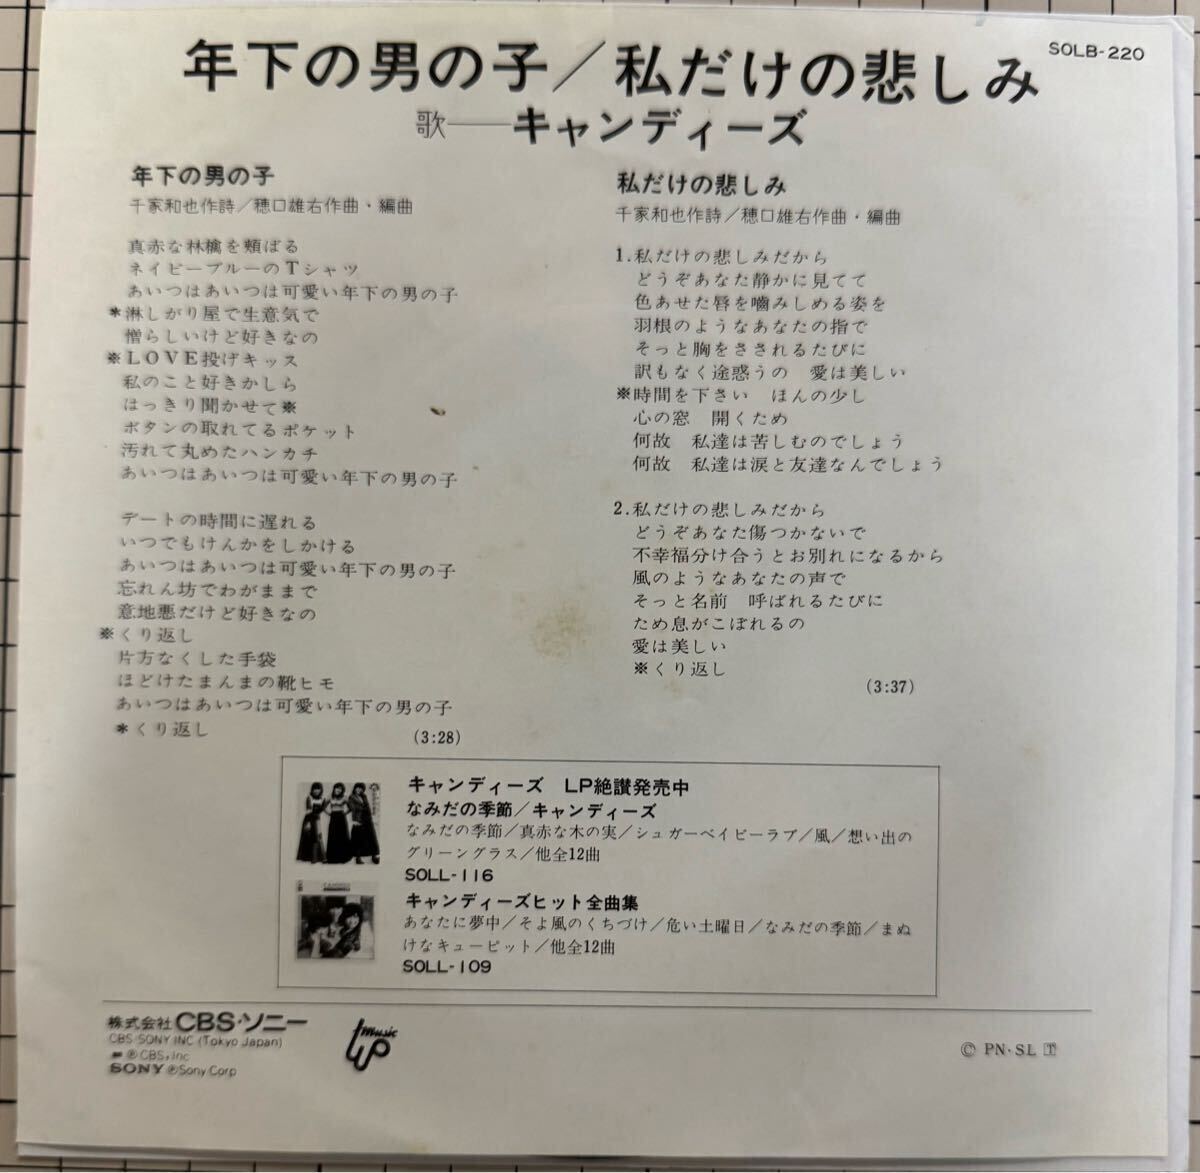 年下の男の子／私だけの悲しみ
SOLB-220
歌──キャンディーズ
年下の男の子
千家和也作詩／穂口雄右作曲・編曲
真赤な林檎を頬ばる
ネイビーブルーのTシャツ
あいつはあいつは可愛い年下の男の子
*淋しがり屋で生意気で
憎らしいけど好きなの
※LOVE投げキッス
私のこと好きかしら
はっきり聞かせて※
ボタンの取れてるポケット
汚れて丸めたハンカチ
あいつはあいつは可愛い年下の男の子
デートの時間に遅れる
いつでもけんかをしかける
あいつはあいつは可愛い年下の男の子
忘れん坊でわがままで
意地悪だけど好きなの
※くり返し
片方なくした手袋
ほどけたまんまの靴ヒモ
あいつはあいつは可愛い年下の男の子
*くり返し
(3:28)
私だけの悲しみ
千家和也作詩／穂口雄右作曲・編曲
1.私だけの悲しみだから
どうぞあなた静かに見てて
色あせた唇を嚙みしめる姿を
羽根のようなあなたの指で
そっと胸をさされるたびに
訳もなく途惑うの　愛は美しい
※時間を下さい　ほんの少し
心の窓　開くため
何故　私達は苦しむのでしょう
何故　私達は涙と友達なんでしょう
2.私だけの悲しみだから
どうぞあなた傷つかないで
不幸福分け合うとお別れになるから
風のようなあなたの声で
そっと名前　呼ばれるたびに
ため息がこぼれるの
愛は美しい
※くり返し
(3:37)
キャンディーズ　LP絶讃発売中
なみだの季節／キャンディーズ
なみだの季節／真赤な木の実／シュガーベイビーラブ／風／想い出の
グリーングラス／他全12曲
SOLL-116
キャンディーズヒット全曲集
あなたに夢中／そよ風のくちづけ／危い土曜日／なみだの季節／まぬ
けなキューピット／他全12曲
SOLL-109
株式会社CBS・ソニー
CBS・SONY INC (Tokyo Japan)
℗CBS, Inc
SONY ℗Sony Corp
music up
© PN・SL T